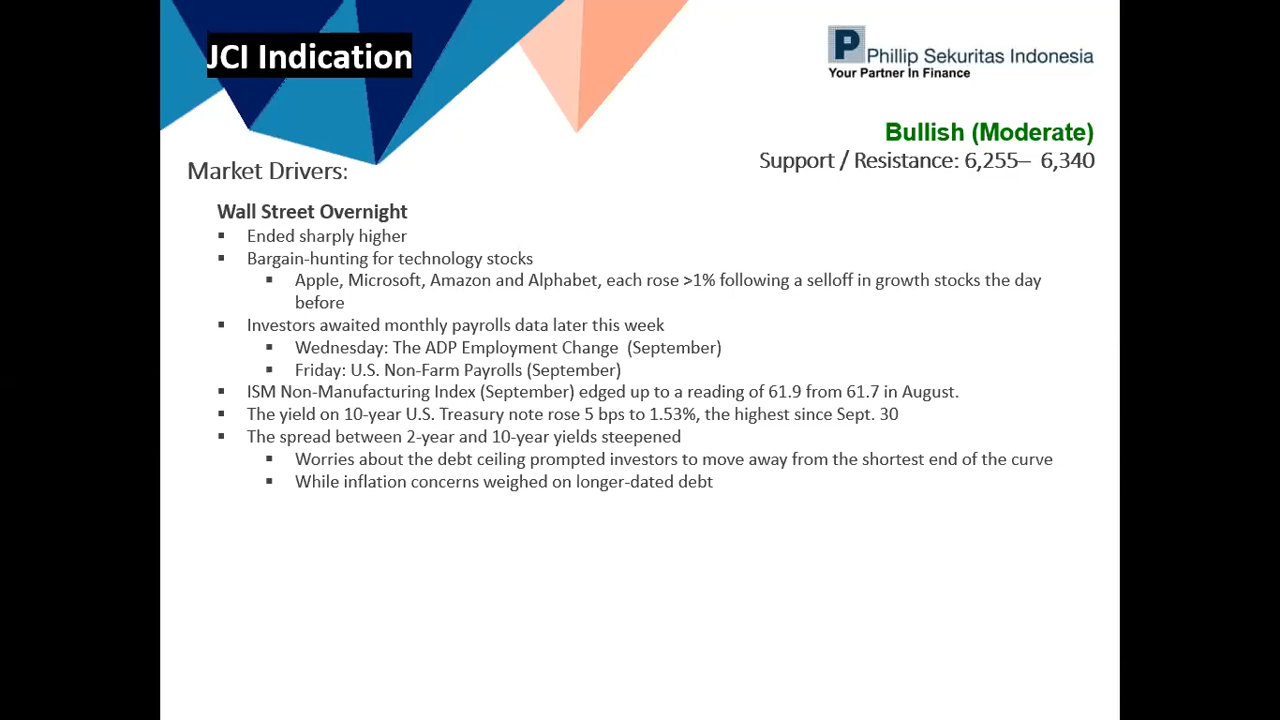 JCI Indication
P
Phillip Sekuritas Indonesia
Your Partner In Finance
Bullish (Moderate)
Support / Resistance: 6,255– 6,340
Market Drivers:
Wall Street Overnight
▪ Ended sharply higher
▪ Bargain-hunting for technology stocks
▪ Apple, Microsoft, Amazon and Alphabet, each rose >1% following a selloff in growth stocks the day
before
▪ Investors awaited monthly payrolls data later this week
▪ Wednesday: The ADP Employment Change (September)
▪ Friday: U.S. Non-Farm Payrolls (September)
▪ ISM Non-Manufacturing Index (September) edged up to a reading of 61.9 from 61.7 in August.
▪ The yield on 10-year U.S. Treasury note rose 5 bps to 1.53%, the highest since Sept. 30
▪ The spread between 2-year and 10-year yields steepened
▪ Worries about the debt ceiling prompted investors to move away from the shortest end of the curve
▪ While inflation concerns weighed on longer-dated debt